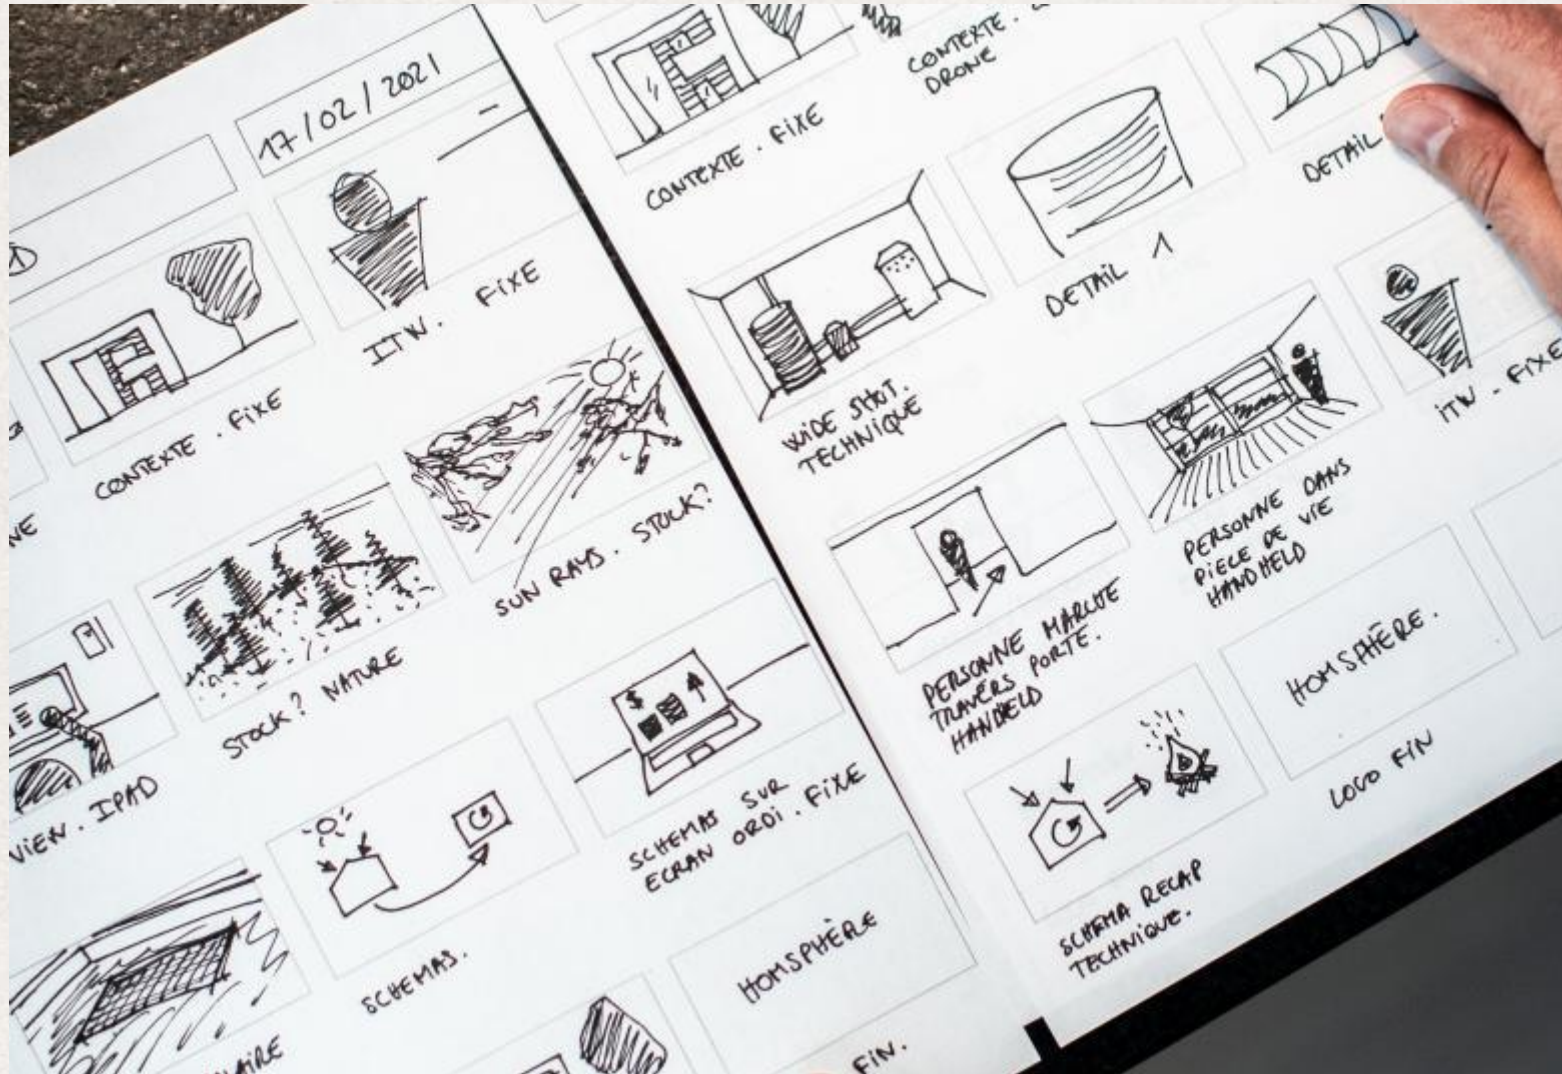 17/02/2021
1
CONTEXTE . FIXE
ITW. FIXE
STOCK? NATURE
SUN RAYS. STOCK?
IPAD
SCHEMAS.
$
SCHEMAS SUR
ECRAN ORDI. FIXE
HOMSPHÈRE
FIN.
CONTEXTE . FIXE
CONTEXTE.
DRONE
WIDE SHOT.
TECHNIQUE
DETAIL 1
DETAIL
PERSONNE MARCHE
TRAVERS PORTE.
HANDHELD
PERSONNE DANS
PIECE DE VIE
HANDHELD
ITW - FIXE
SCHEMA RECAP
TECHNIQUE.
HOMSPHÈRE.
LOGO FIN